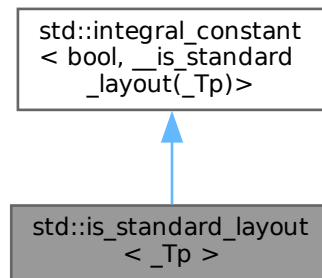 std::integral_constant
< bool, __is_standard
_layout(_Tp)>
std::is_standard_layout
< _Tp >